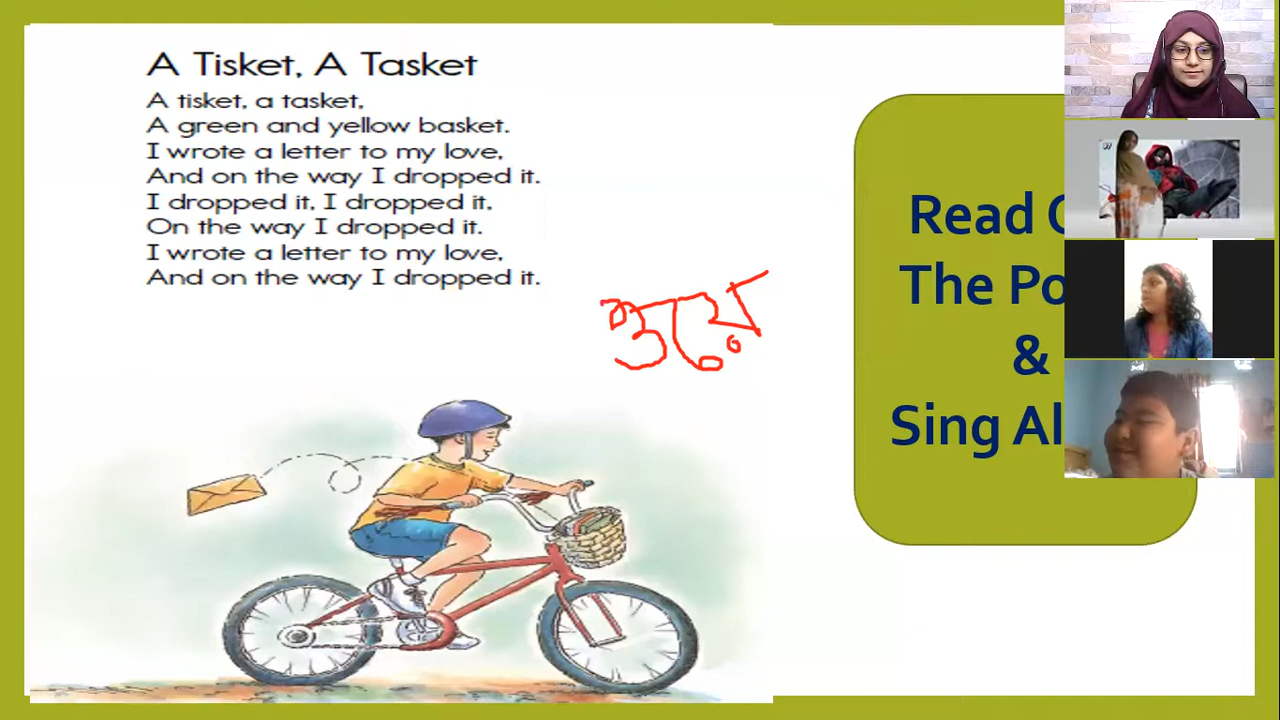 A Tisket, A Tasket
A tisket, a tasket,
A green and yellow basket.
I wrote a letter to my love,
And on the way I dropped it.
I dropped it, I dropped it,
On the way I dropped it.
I wrote a letter to my love,
And on the way I dropped it.
Read
The Po
&
Sing Al